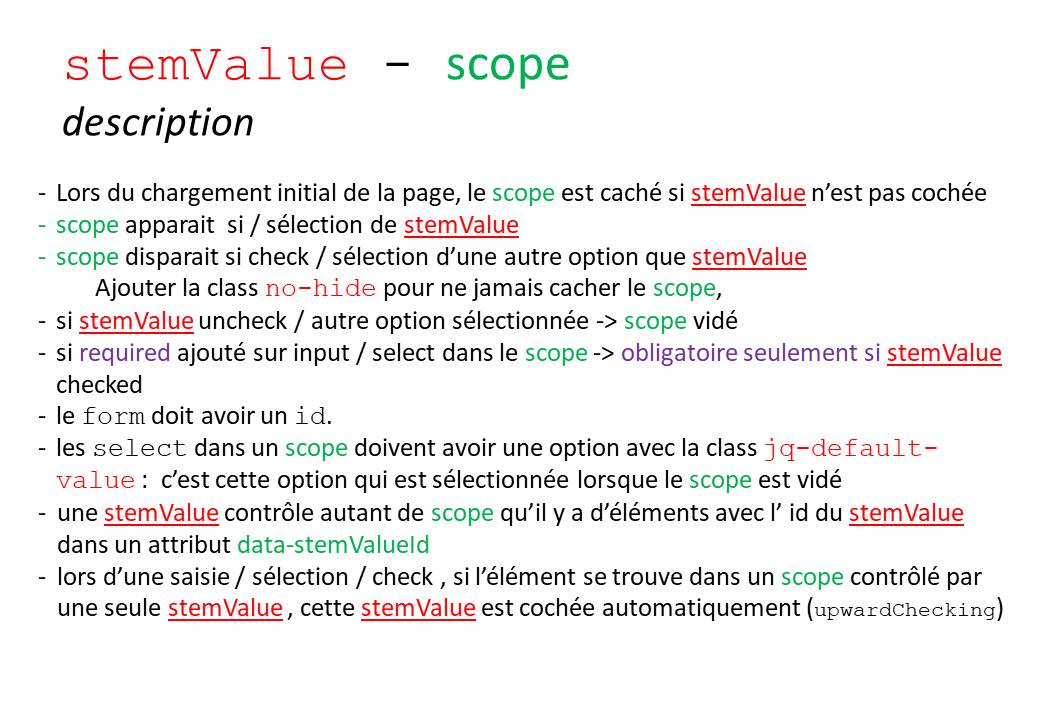 stemValue - scope
description
- Lors du chargement initial de la page, le scope est caché si stemValue n’est pas cochée
- scope apparait  si / sélection de stemValue
- scope disparait si check / sélection d’une autre option que stemValue
Ajouter la class no-hide pour ne jamais cacher le scope,
- si stemValue uncheck / autre option sélectionnée -> scope vidé
- si required ajouté sur input / select dans le scope -> obligatoire seulement si stemValue
checked
- le form doit avoir un id.
- les select dans un scope doivent avoir une option avec la class jq-default-
value :  c’est cette option qui est sélectionnée lorsque le scope est vidé
- une stemValue contrôle autant de scope qu’il y a d’éléments avec l’ id du stemValue
dans un attribut data-stemValueId
- lors d’une saisie / sélection / check , si l’élément se trouve dans un scope contrôlé par
une seule stemValue , cette stemValue est cochée automatiquement (upwardChecking)